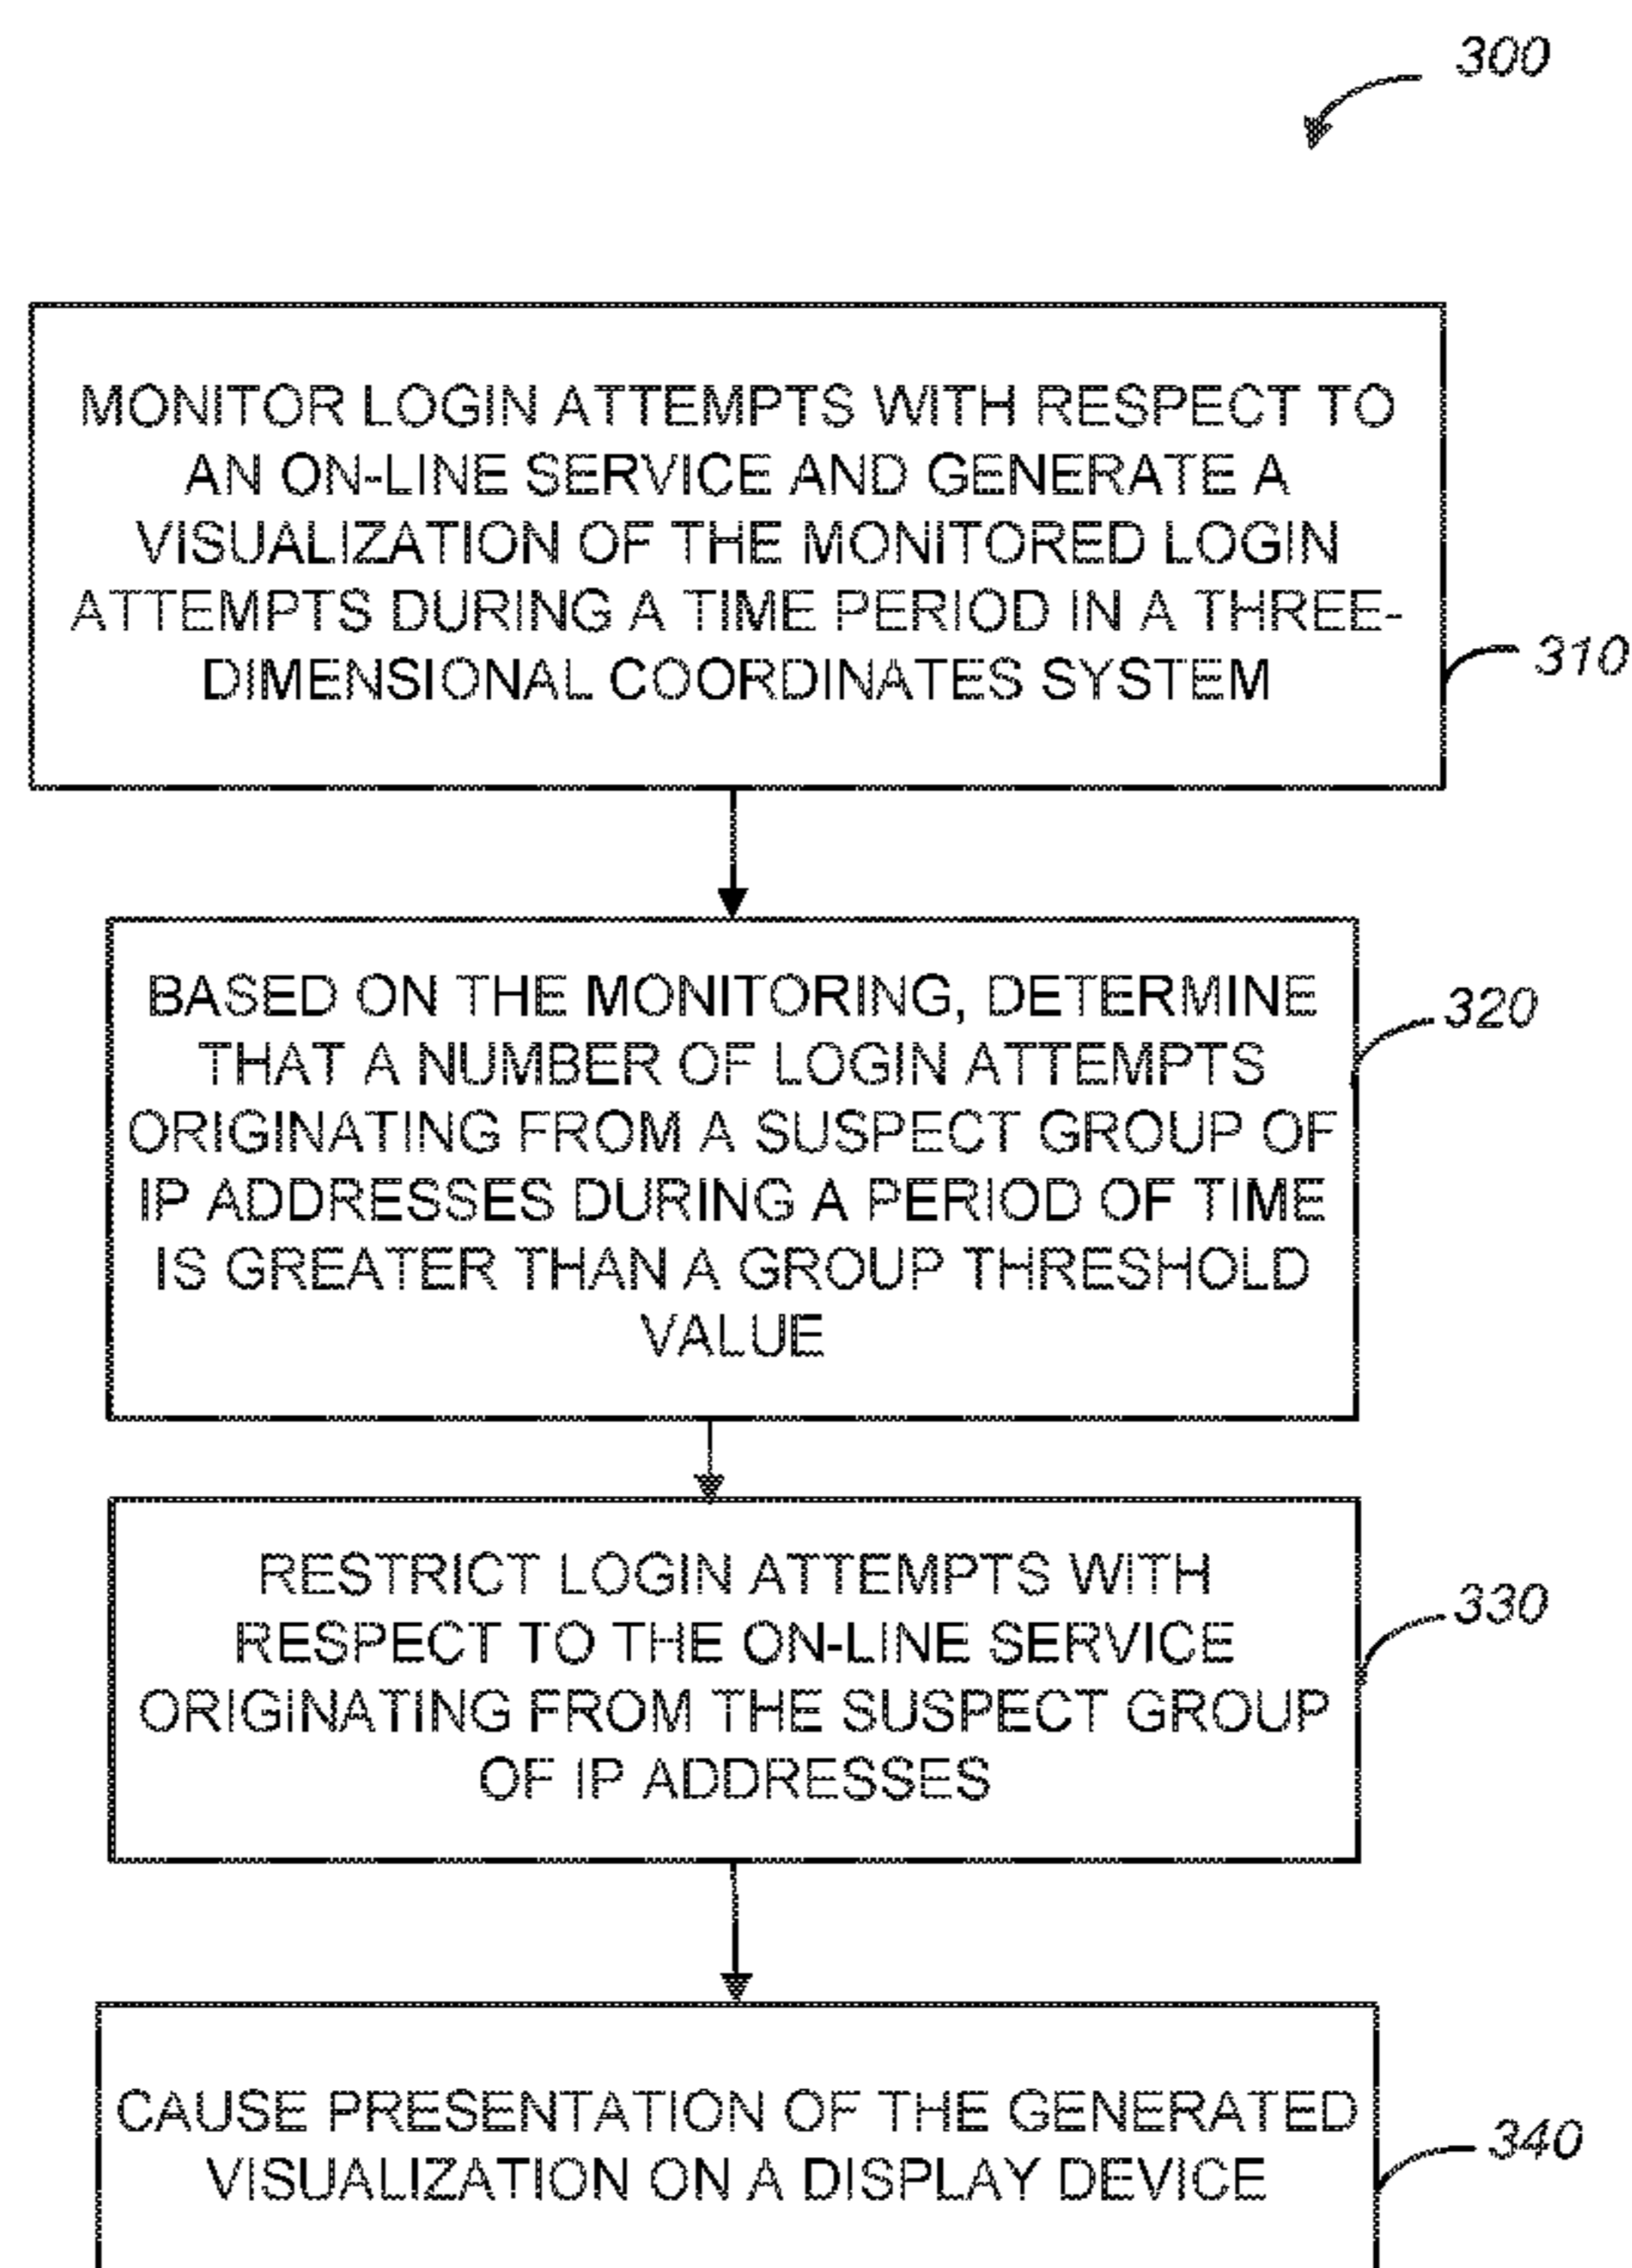 300
MONITOR LOGIN ATTEMPTS WITH RESPECT TO
AN ON-LINE SERVICE AND GENERATE A
VISUALIZATION OF THE MONITORED LOGIN
ATTEMPTS DURING A TIME PERIOD IN A THREE-
DIMENSIONAL COORDINATES SYSTEM
310
BASED ON THE MONITORING, DETERMINE
THAT A NUMBER OF LOGIN ATTEMPTS
ORIGINATING FROM A SUSPECT GROUP OF
IP ADDRESSES DURING A PERIOD OF TIME
IS GREATER THAN A GROUP THRESHOLD
VALUE
320
RESTRICT LOGIN ATTEMPTS WITH
RESPECT TO THE ON-LINE SERVICE
ORIGINATING FROM THE SUSPECT GROUP
OF IP ADDRESSES
330
CAUSE PRESENTATION OF THE GENERATED
VISUALIZATION ON A DISPLAY DEVICE
340